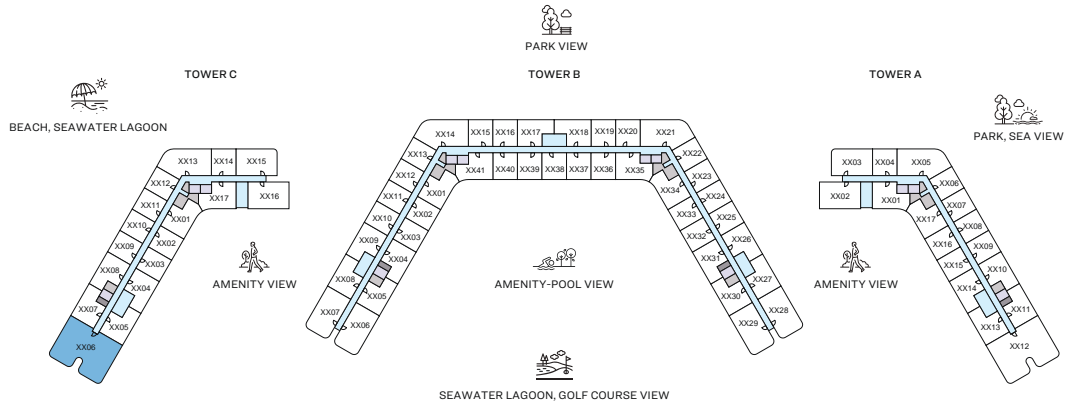 PARK VIEW
TOWER C
TOWER B
TOWER A
BEACH, SEAWATER LAGOON
PARK, SEA VIEW
XX13
XX14
XX15
XX12
XX17
XX16
XX11
XX01
XX10
XX02
XX09
XX03
XX08
XX04
XX07
XX05
XX06
AMENITY VIEW
XX14
XX15
XX16
XX17
XX18
XX19
XX20
XX21
XX13
XX41
XX40
XX39
XX38
XX37
XX36
XX35
XX22
XX12
XX01
XX34
XX23
XX11
XX02
XX33
XX24
XX10
XX03
XX32
XX25
XX09
XX04
XX31
XX26
XX08
XX05
XX30
XX27
XX07
XX06
XX29
XX28
AMENITY-POOL VIEW
SEAWATER LAGOON, GOLF COURSE VIEW
XX03
XX04
XX05
XX02
XX01
XX06
XX17
XX07
XX16
XX08
XX15
XX09
XX14
XX10
XX13
XX11
XX12
AMENITY VIEW